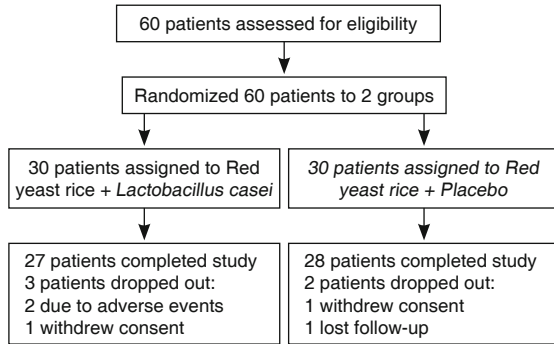 60 patients assessed for eligibility
Randomized 60 patients to 2 groups
30 patients assigned to Red
yeast rice + Lactobacillus casei
30 patients assigned to Red
yeast rice + Placebo
27 patients completed study
3 patients dropped out:
2 due to adverse events
1 withdrew consent
28 patients completed study
2 patients dropped out:
1 withdrew consent
1 lost follow-up